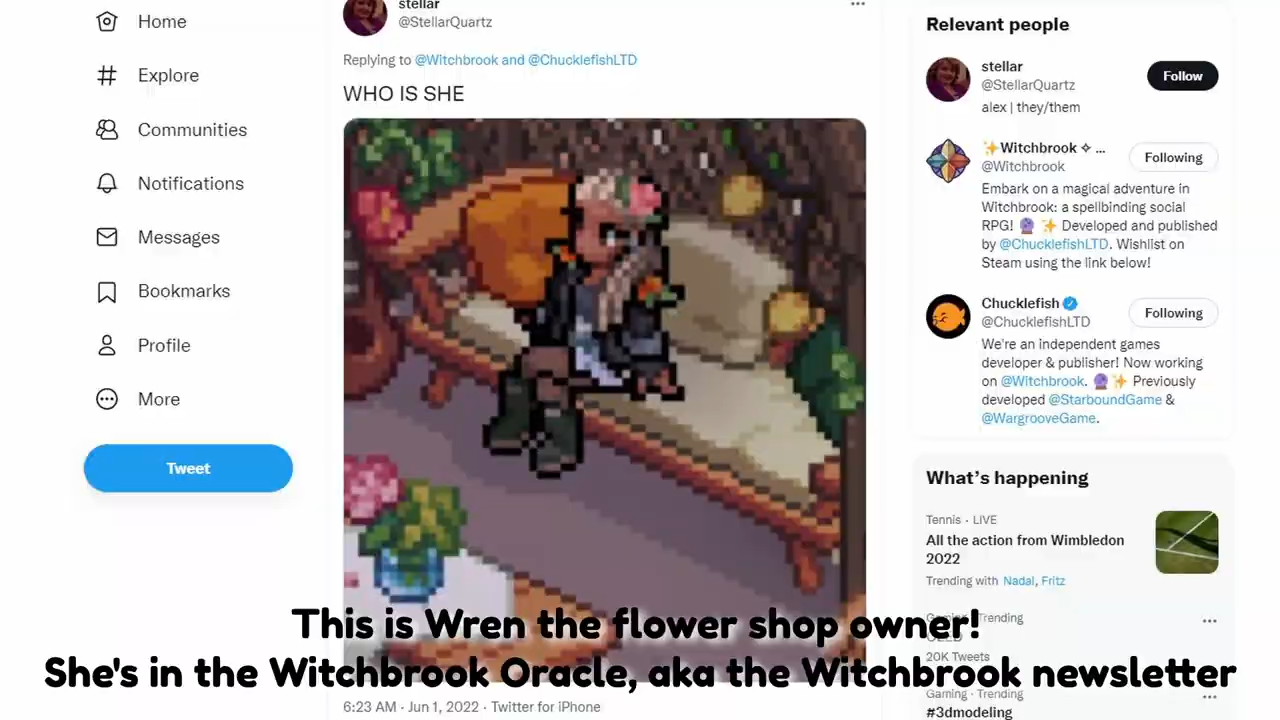 Home
Explore
Communities
Notifications
Messages
Bookmarks
Profile
More
Tweet
stellar
@StellarQuartz
Replying to @Witchbrook and @ChucklefishLTD
WHO IS SHE
6:23 AM · Jun 1, 2022 · Twitter for iPhone
Relevant people
stellar
@StellarQuartz
Follow
alex | they/them
✨Witchbrook ✧ ...
@Witchbrook
Following
Embark on a magical adventure in
Witchbrook: a spellbinding social
RPG! 🔮 ✨ Developed and published
by @ChucklefishLTD. Wishlist on
Steam using the link below!
Chucklefish
@ChucklefishLTD
Following
We're an independent games
developer & publisher! Now working
on @Witchbrook. 🔮✨ Previously
developed @StarboundGame &
@WargrooveGame.
What's happening
Tennis · LIVE
All the action from Wimbledon
2022
Trending with Nadal, Fritz
Gaming · Trending
20K Tweets
Gaming · Trending
#3dmodeling
This is Wren the flower shop owner!
She's in the Witchbrook Oracle, aka the Witchbrook newsletter